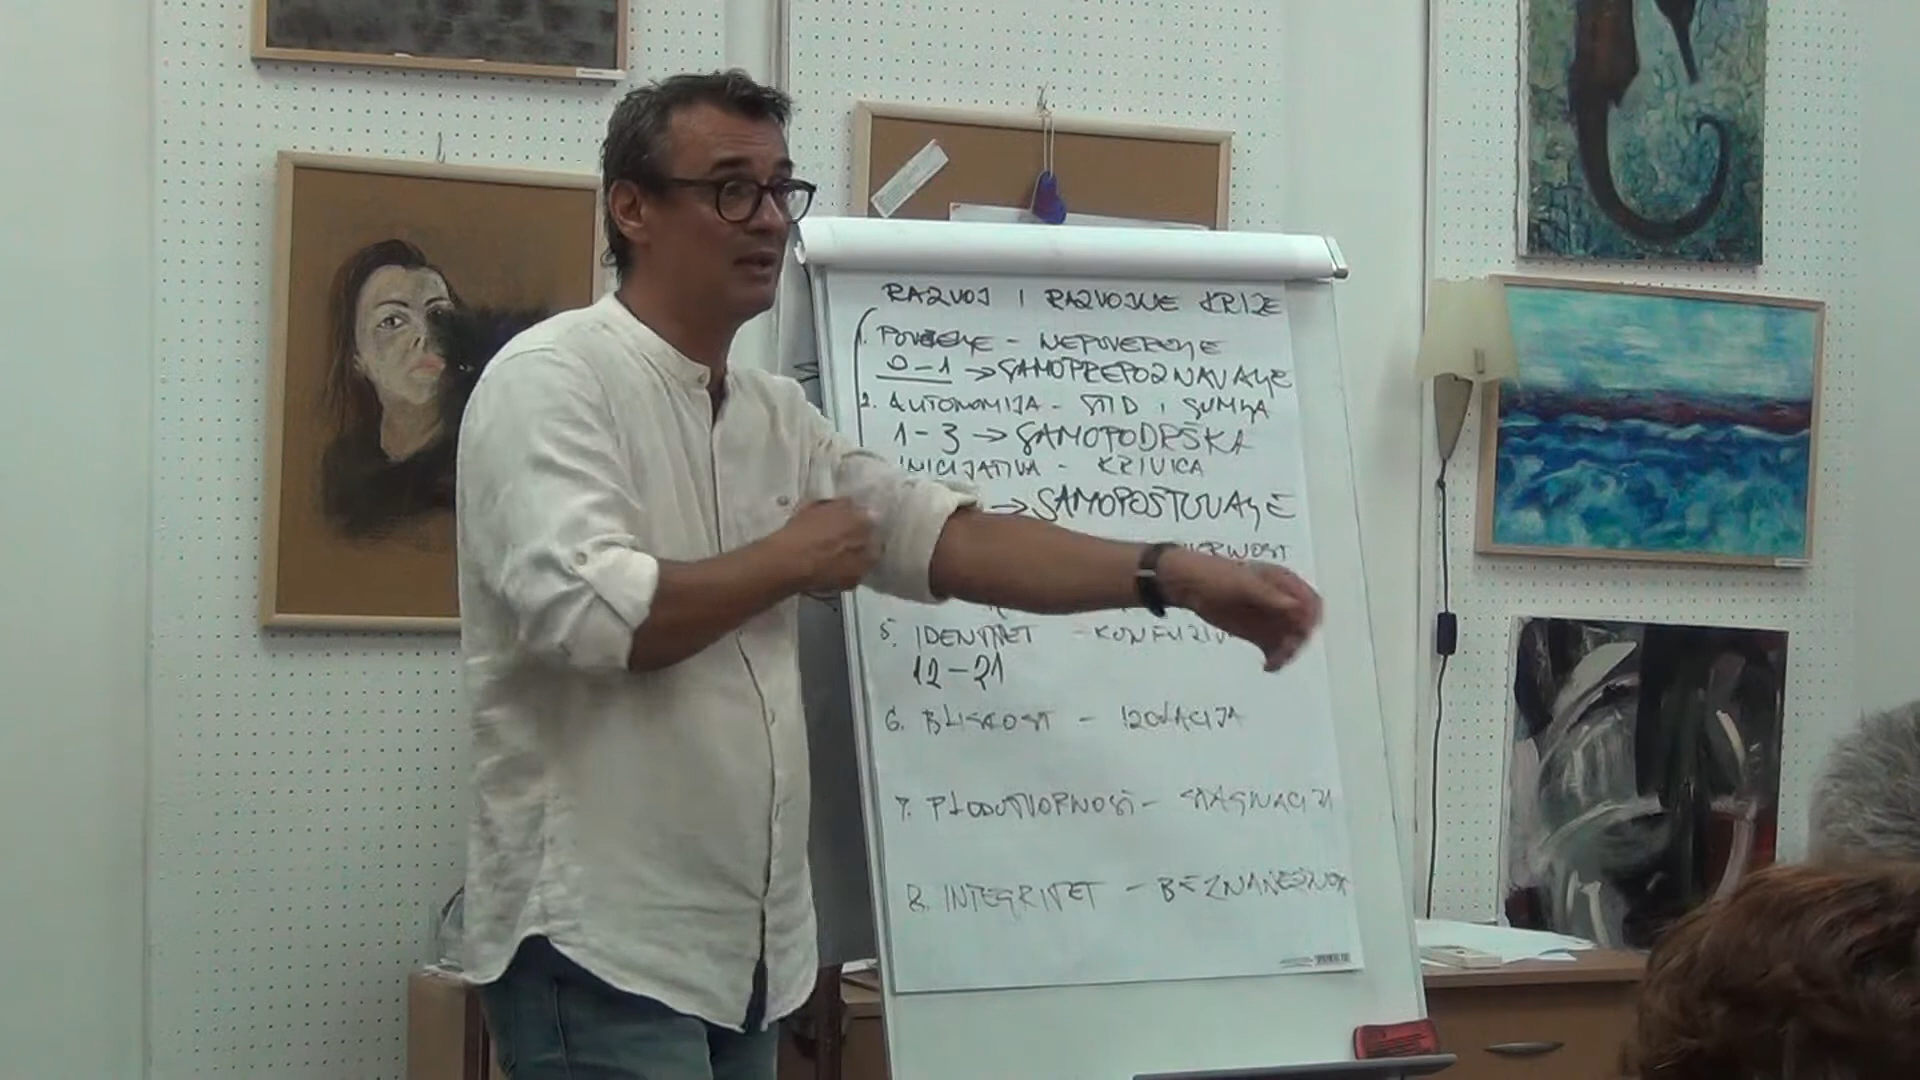 RAZVOJ I RAZVOJNE KRIZE
1. POVERENJE - NEPOVERENJE
0-1 → SAMOPREPOZNAVANJE
2. AUTONOMIJA - STID I SUMNJA
1-3 → SAMOPODRŠKA
INICIJATIVA - KRIVICA
→ SAMOPOŠTOVANJE
5. IDENTITET - KONFUZIJA
12-21
6. BLISKOST - IZOLACIJA
7. PLODOTVORNOST - STAGNACIJA
8. INTEGRITET -